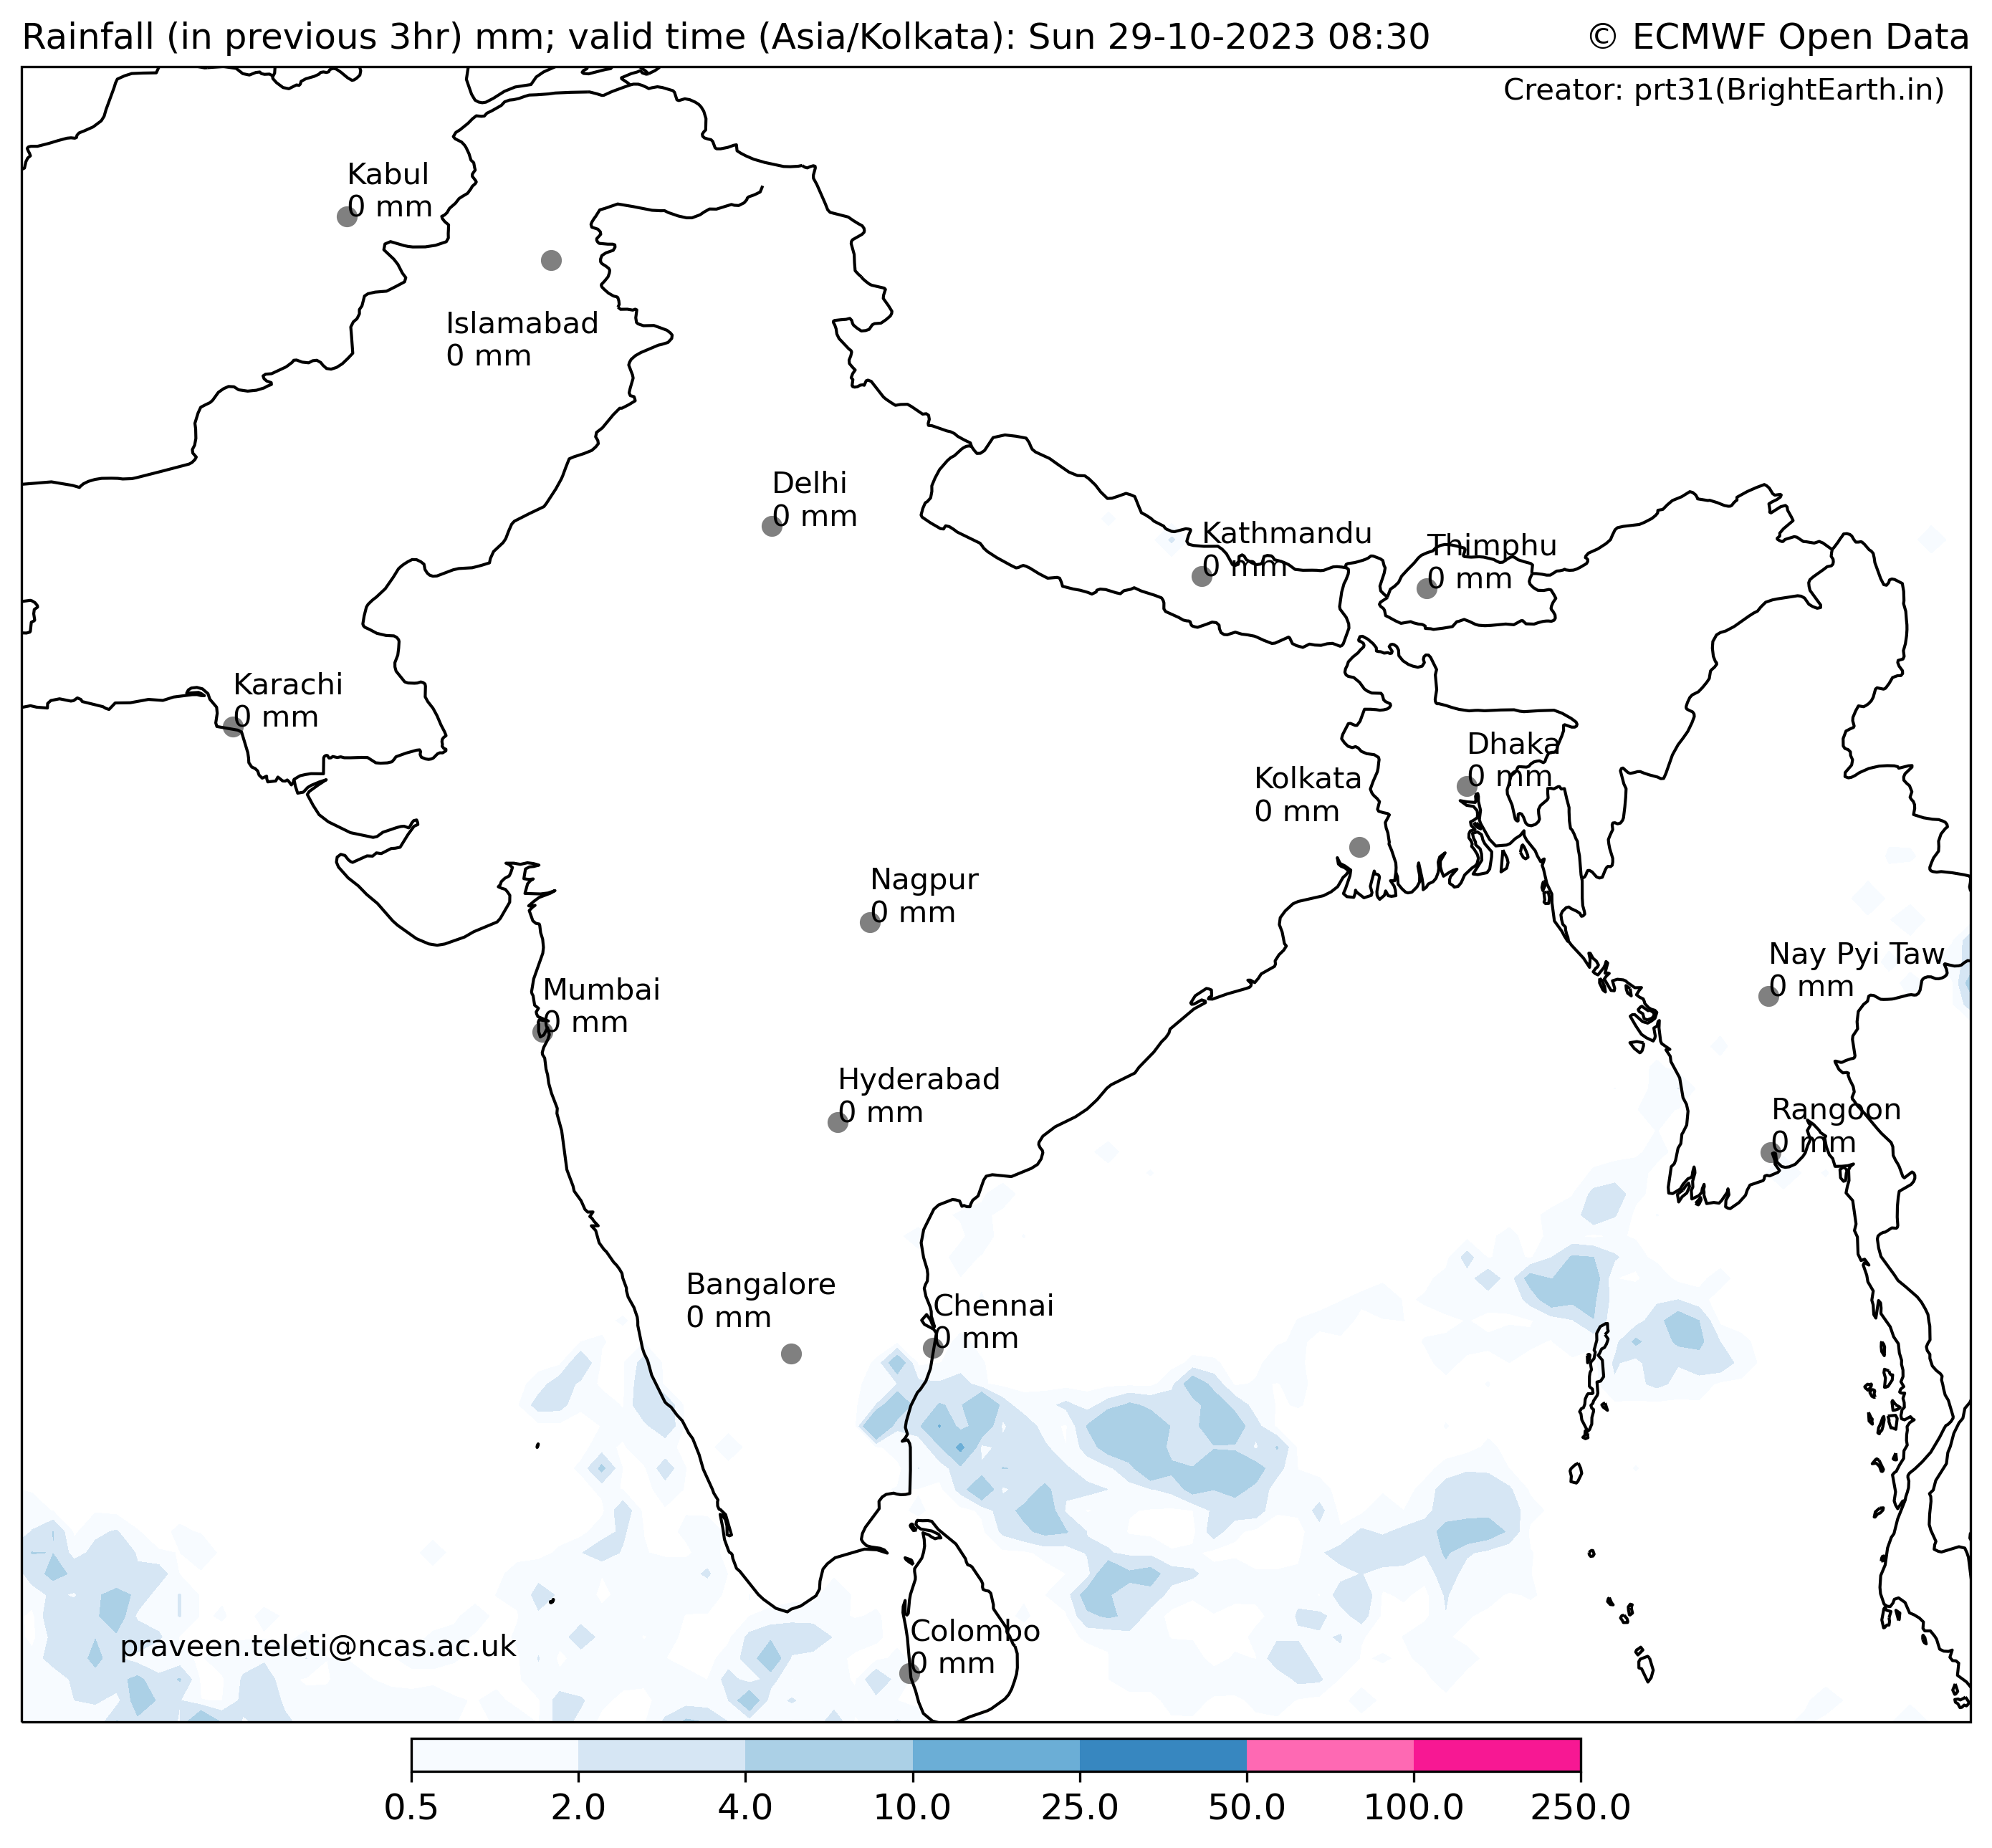 Rainfall (in previous 3hr) mm; valid time (Asia/Kolkata): Sun 29-10-2023 08:30
© ECMWF Open Data
Creator: prt31(BrightEarth.in)
Kabul
0 mm
Islamabad
0 mm
Delhi
0 mm
Kathmandu
0 mm
Thimphu
0 mm
Karachi
0 mm
Dhaka
0 mm
Kolkata
0 mm
Nagpur
0 mm
Nay Pyi Taw
0 mm
Mumbai
0 mm
Hyderabad
0 mm
Rangoon
0 mm
Bangalore
0 mm
Chennai
0 mm
Colombo
0 mm
praveen.teleti@ncas.ac.uk
0.5 2.0 4.0 10.0 25.0 50.0 100.0 250.0